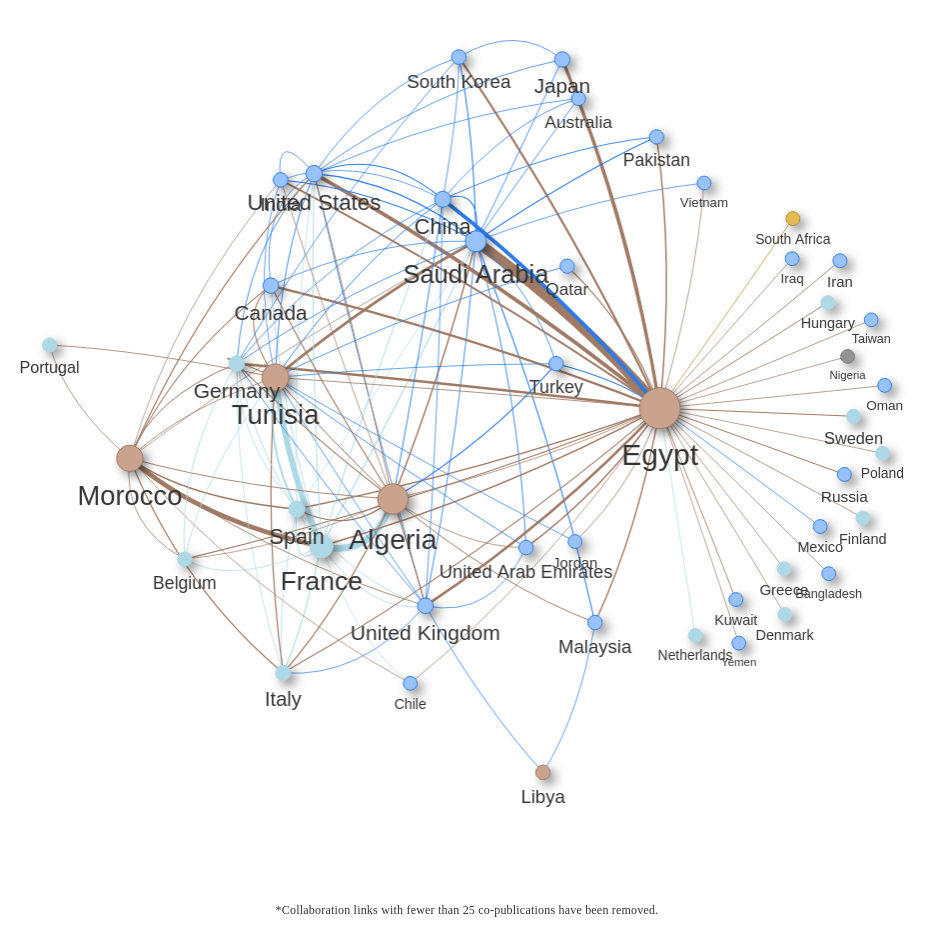 South Korea
Japan
Australia
Pakistan
Vietnam
United States
India
China
South Africa
Saudi Arabia
Qatar
Iraq
Iran
Canada
Hungary
Taiwan
Portugal
Germany
Tunisia
Turkey
Nigeria
Oman
Egypt
Sweden
Poland
Morocco
Russia
Spain
Algeria
Mexico
Finland
France
Belgium
United Arab Emirates
Jordan
Greece
Bangladesh
United Kingdom
Malaysia
Kuwait
Denmark
Netherlands
Yemen
Italy
Chile
Libya
*Collaboration links with fewer than 25 co-publications have been removed.